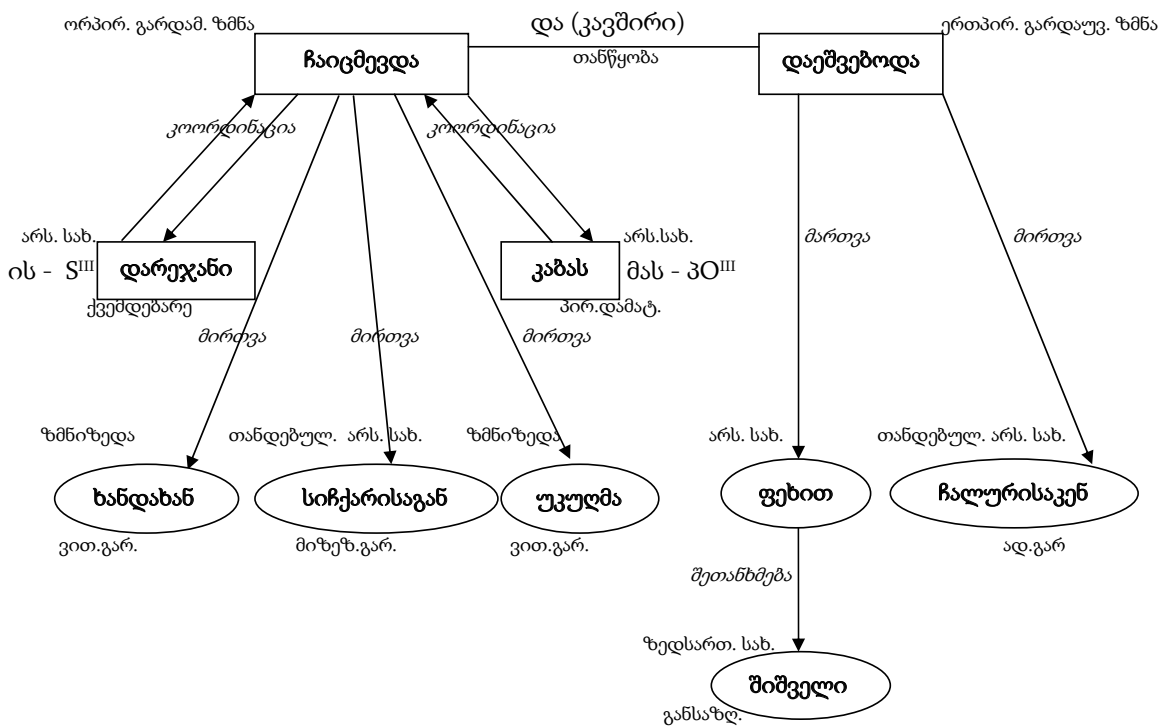 ორპირ. გარდამ. ზმნა
და (კავშირი)
ერთპირ. გარდაუვ. ზმნა
ჩაიცმევდა
თანწყობა
დაეშვებოდა
კოორდინაცია
კოორდინაცია
არს. სახ.
არს.სახ.
მართვა
მირთვა
ის - Sᴵᴵᴵ
დარეჯანი
კაბას
მას - პOᴵᴵᴵ
ქვემდებარე
პირ.დამატ.
მირთვა
მირთვა
მირთვა
ზმნიზედა
თანდებულ. არს. სახ.
ზმნიზედა
არს. სახ.
თანდებულ. არს. სახ.
ხანდახან
სიჩქარისაგან
უკუღმა
ფეხით
ჩალურისაკენ
ვით.გარ.
მიზეზ.გარ.
ვით.გარ.
ად.გარ
შეთანხმება
ზედსართ. სახ.
შიშველი
განსაზღ.